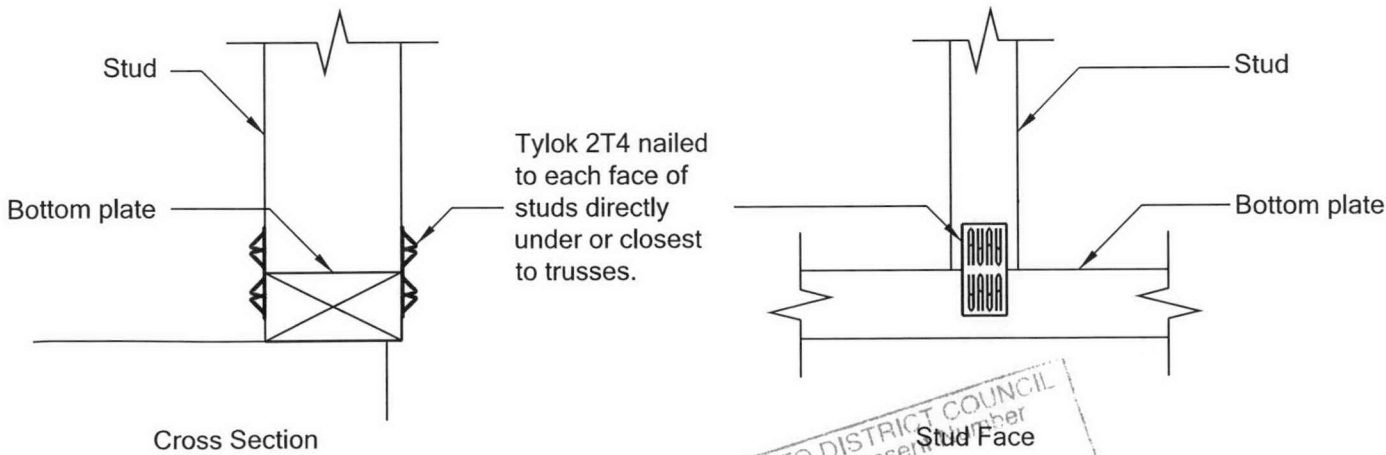 Stud
Bottom plate
Tylok 2T4 nailed
to each face of
studs directly
under or closest
to trusses.
Stud
Bottom plate
Cross Section
Stud Face
DISTRICT COUNCIL
Number